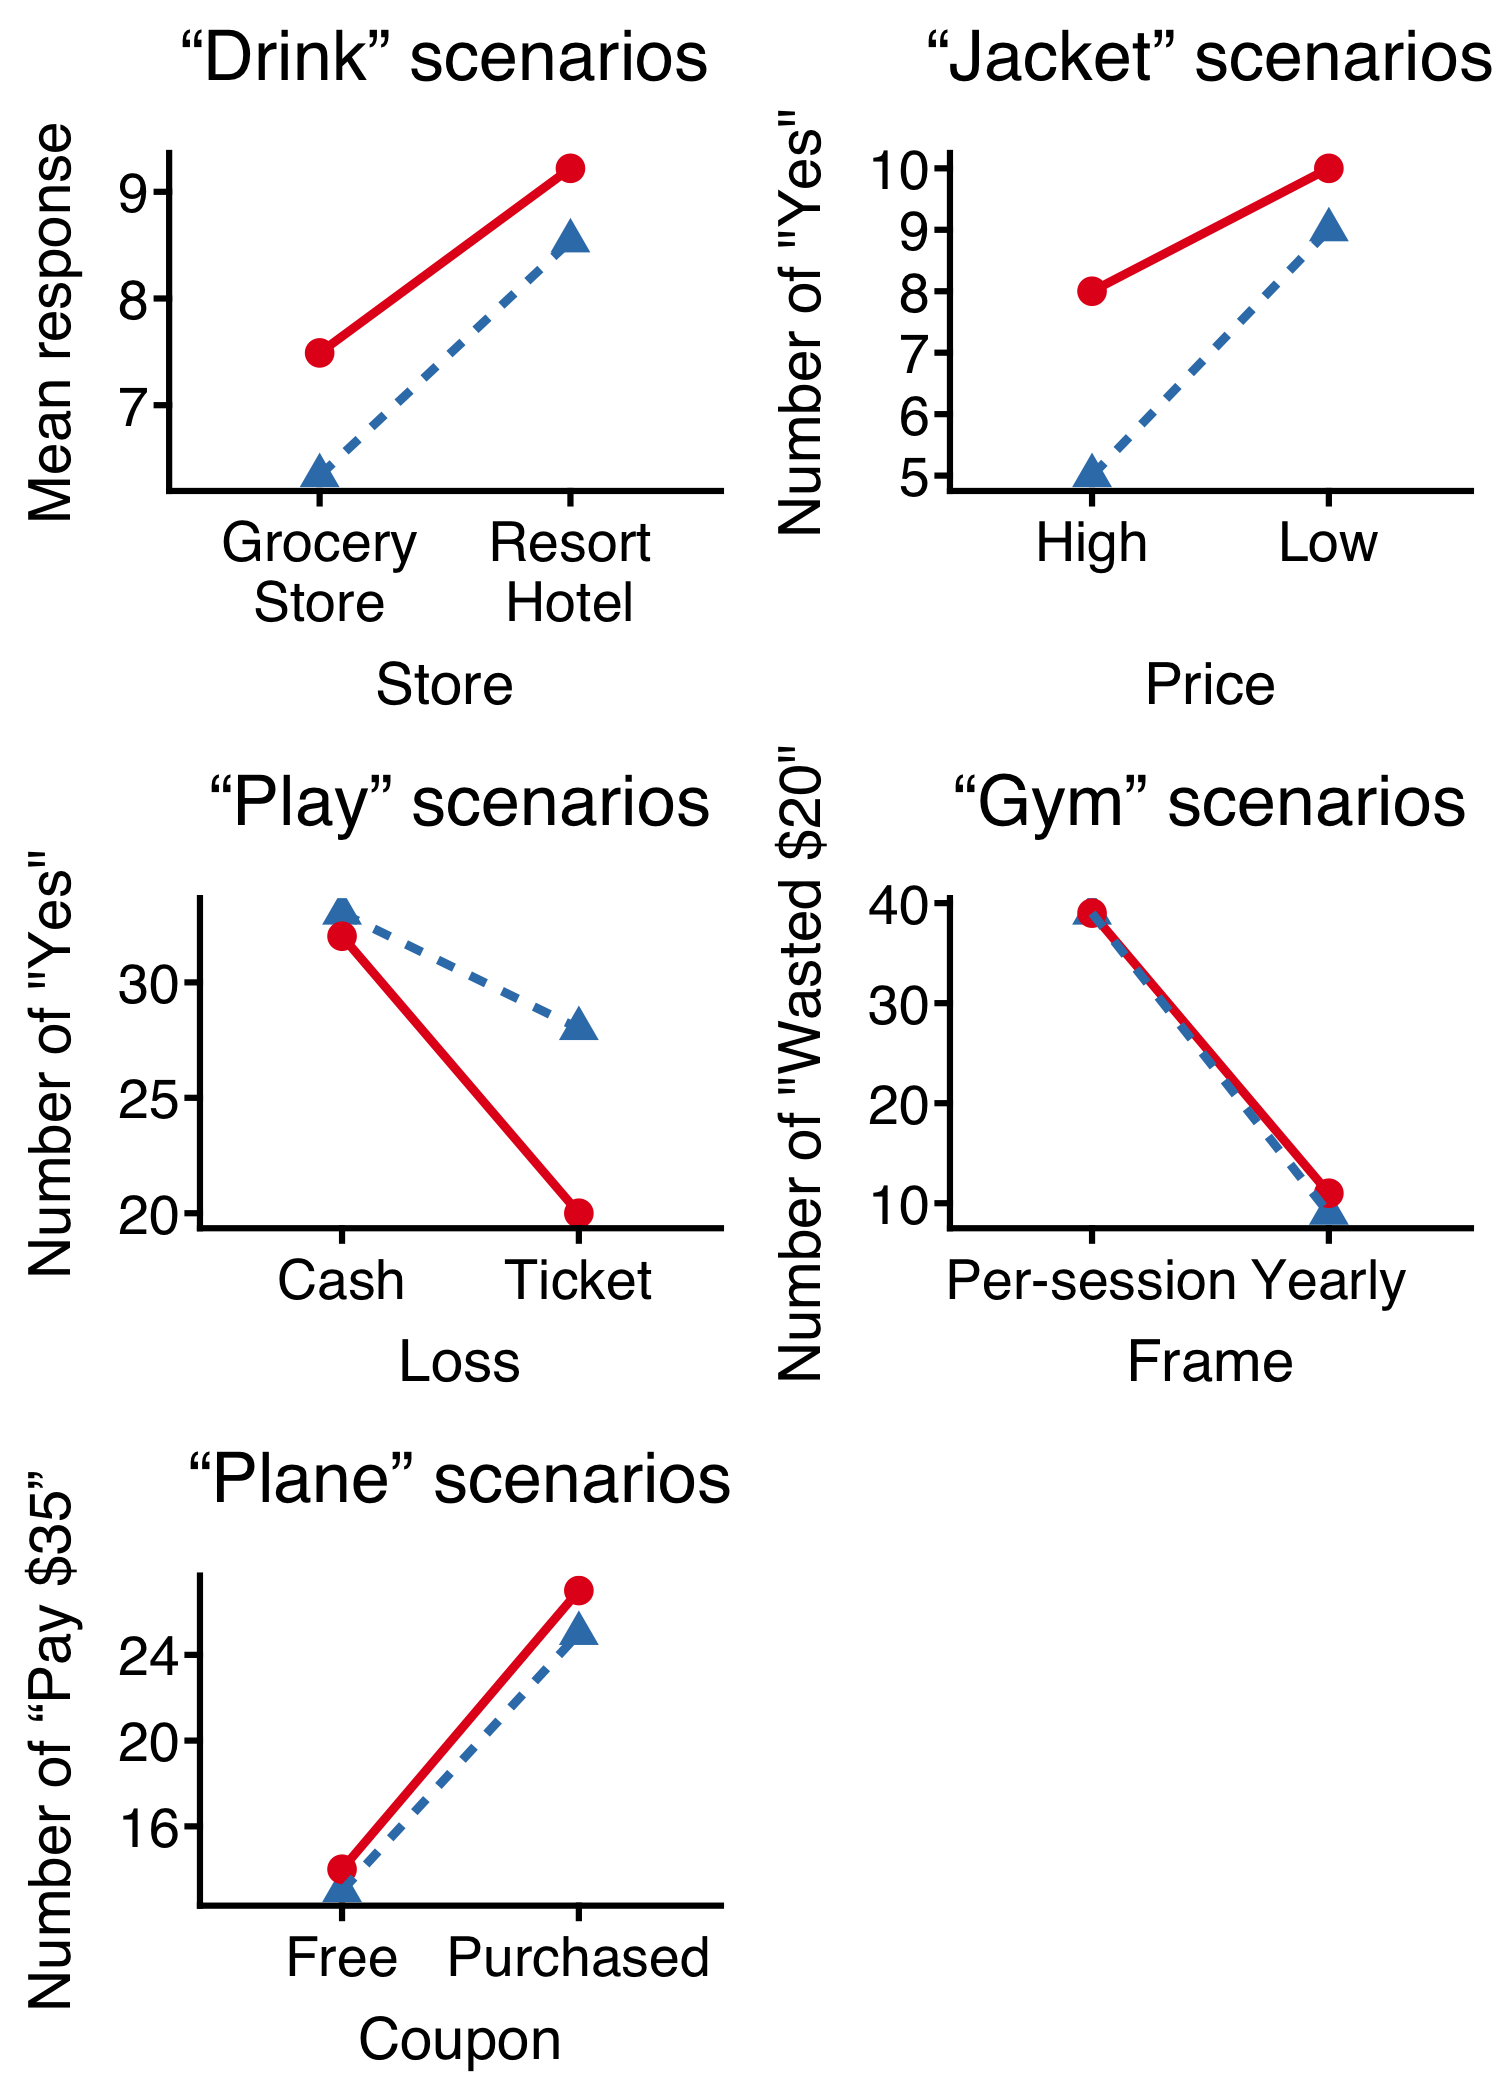 “Drink” scenarios
Mean response
9
8
7
Grocery
Store
Resort
Hotel
Store
“Jacket” scenarios
Number of "Yes"
10
9
8
7
6
5
High
Low
Price
“Play” scenarios
Number of "Yes"
30
25
20
Cash
Ticket
Loss
“Gym” scenarios
Number of "Wasted $20"
40
30
20
10
Per-session
Yearly
Frame
“Plane” scenarios
Number of “Pay $35”
24
20
16
Free
Purchased
Coupon